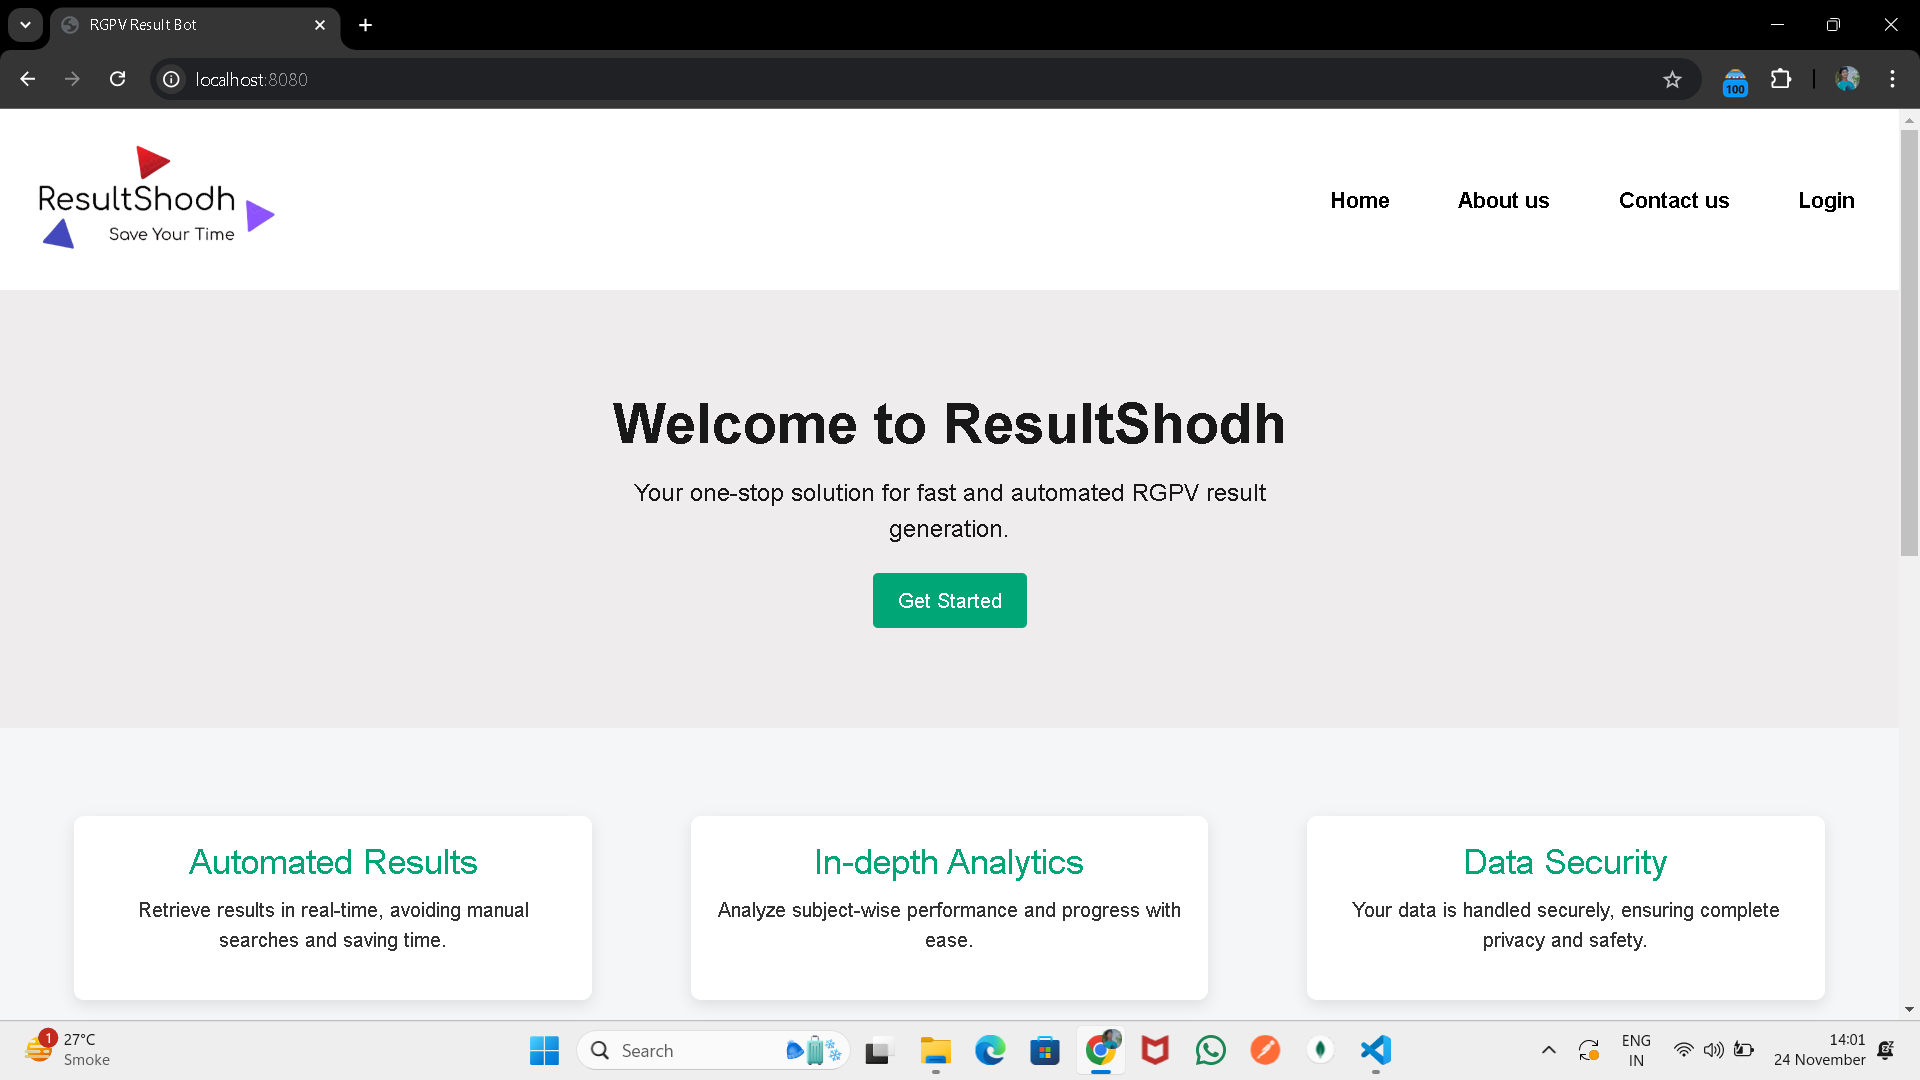 RGPV Result Bot
localhost:8080
100
ResultShodh
Save Your Time
Home
About us
Contact us
Login
Welcome to ResultShodh
Your one-stop solution for fast and automated RGPV result
generation.
Get Started
Automated Results
Retrieve results in real-time, avoiding manual
searches and saving time.
In-depth Analytics
Analyze subject-wise performance and progress with
ease.
Data Security
Your data is handled securely, ensuring complete
privacy and safety.
1
27°C
Smoke
Search
ENG
IN
14:01
24 November